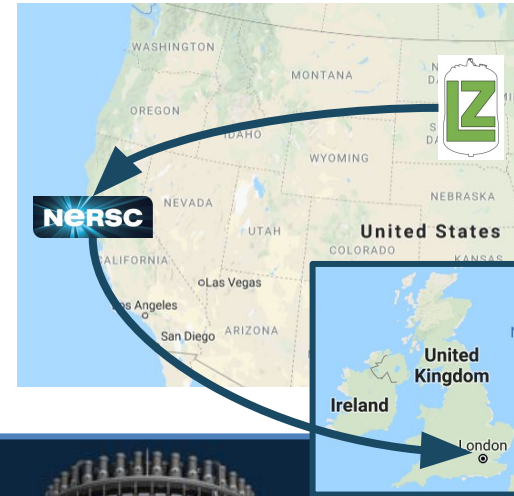 WASHINGTON
MONTANA
OREGON
IDAHO
LZ
WYOMING
NERSC
NEVADA
NEBRASKA
UTAH
United States
COLORADO
KANSAS
CALIFORNIA
Las Vegas
Los Angeles
San Diego
ARIZONA
United
Kingdom
Ireland
London